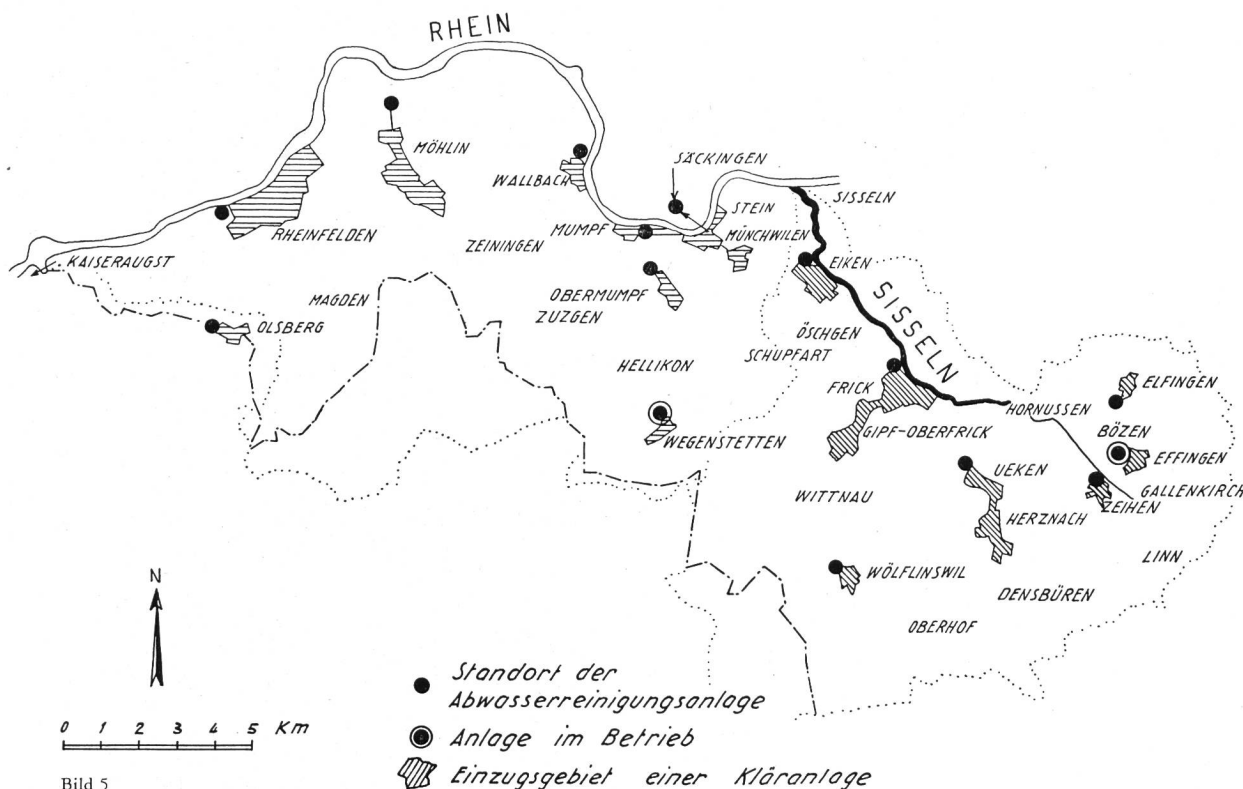 RHEIN
MÖHLIN
SÄCKINGEN
WALLBACH
SISSELN
STEIN
MÜNCHWILEN
MUMPF
RHEINFELDEN
ZEININGEN
KAISERAUGST
EIKEN
OBERMUMPF
MAGDEN
ZUZGEN
SISSELN
OLSBERG
ÖSCHGEN
SCHUPFART
HELLIKON
FRICK
ELFINGEN
HORNUSSEN
GIPF-OBERFRICK
BÖZEN
WEGENSTETTEN
EFFINGEN
UEKEN
GALLENKIRCH
WITTNAU
ZEIHEN
HERZNACH
LINN
WÖLFLINSWIL
DENSBÜREN
OBERHOF
N
Standort der
Abwasserreinigungsanlage
0 1 2 3 4 5 Km
Anlage im Betrieb
Einzugsgebiet einer Kläranlage
Bild 5